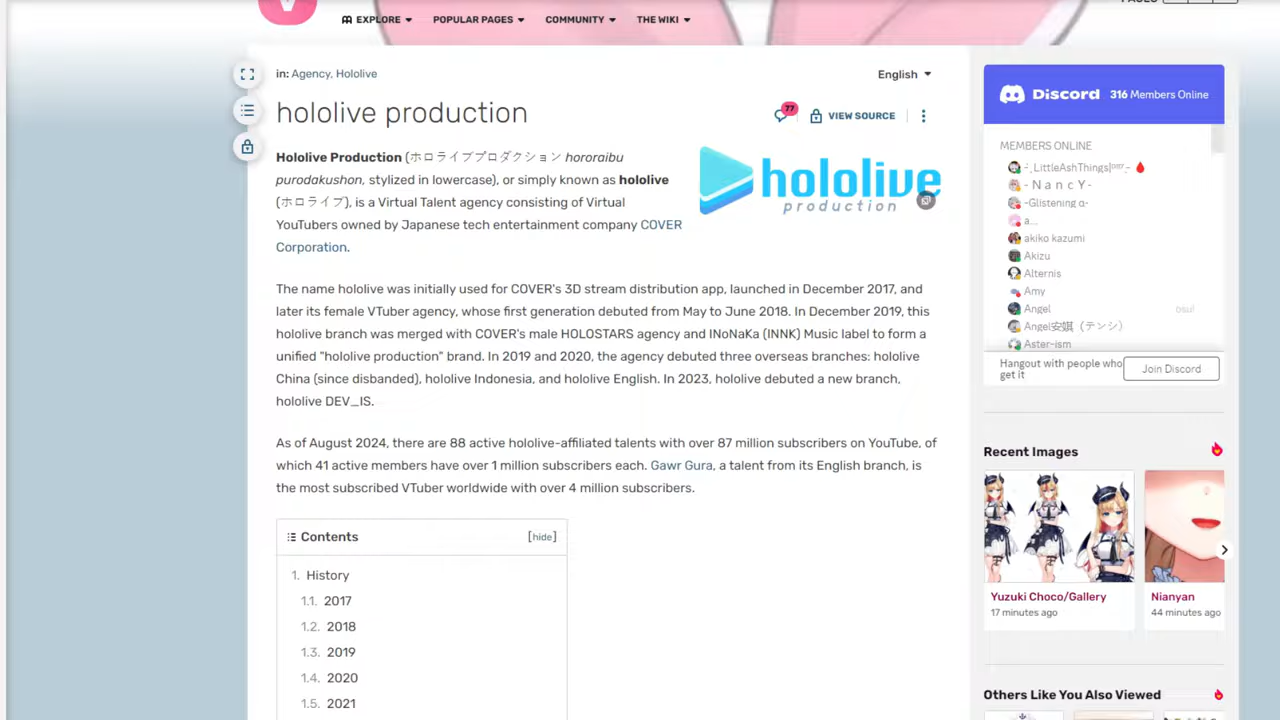 EXPLORE POPULAR PAGES COMMUNITY THE WIKI
in: Agency, Hololive
English
hololive production
77
VIEW SOURCE
Hololive Production (ホロライブプロダクション hororaibu
purodakushon, stylized in lowercase), or simply known as hololive
(ホロライブ), is a Virtual Talent agency consisting of Virtual
YouTubers owned by Japanese tech entertainment company COVER
Corporation.
hololive
production
The name hololive was initially used for COVER's 3D stream distribution app, launched in December 2017, and
later its female VTuber agency, whose first generation debuted from May to June 2018. In December 2019, this
hololive branch was merged with COVER's male HOLOSTARS agency and INoNaKa (INNK) Music label to form a
unified "hololive production" brand. In 2019 and 2020, the agency debuted three overseas branches: hololive
China (since disbanded), hololive Indonesia, and hololive English. In 2023, hololive debuted a new branch,
hololive DEV_IS.
As of August 2024, there are 88 active hololive-affiliated talents with over 87 million subscribers on YouTube, of
which 41 active members have over 1 million subscribers each. Gawr Gura, a talent from its English branch, is
the most subscribed VTuber worldwide with over 4 million subscribers.
Contents [hide]
1. History
1.1. 2017
1.2. 2018
1.3. 2019
1.4. 2020
1.5. 2021
Discord 316 Members Online
MEMBERS ONLINE
- N a n c Y -
-Glistening α-
a...
akiko kazumi
Akizu
Alternis
Amy
Angel osu!
Angel安娸（テンシ）
Aster-ism
Hangout with people who
get it
Join Discord
Recent Images
Yuzuki Choco/Gallery
17 minutes ago
Nianyan
44 minutes ago
Others Like You Also Viewed